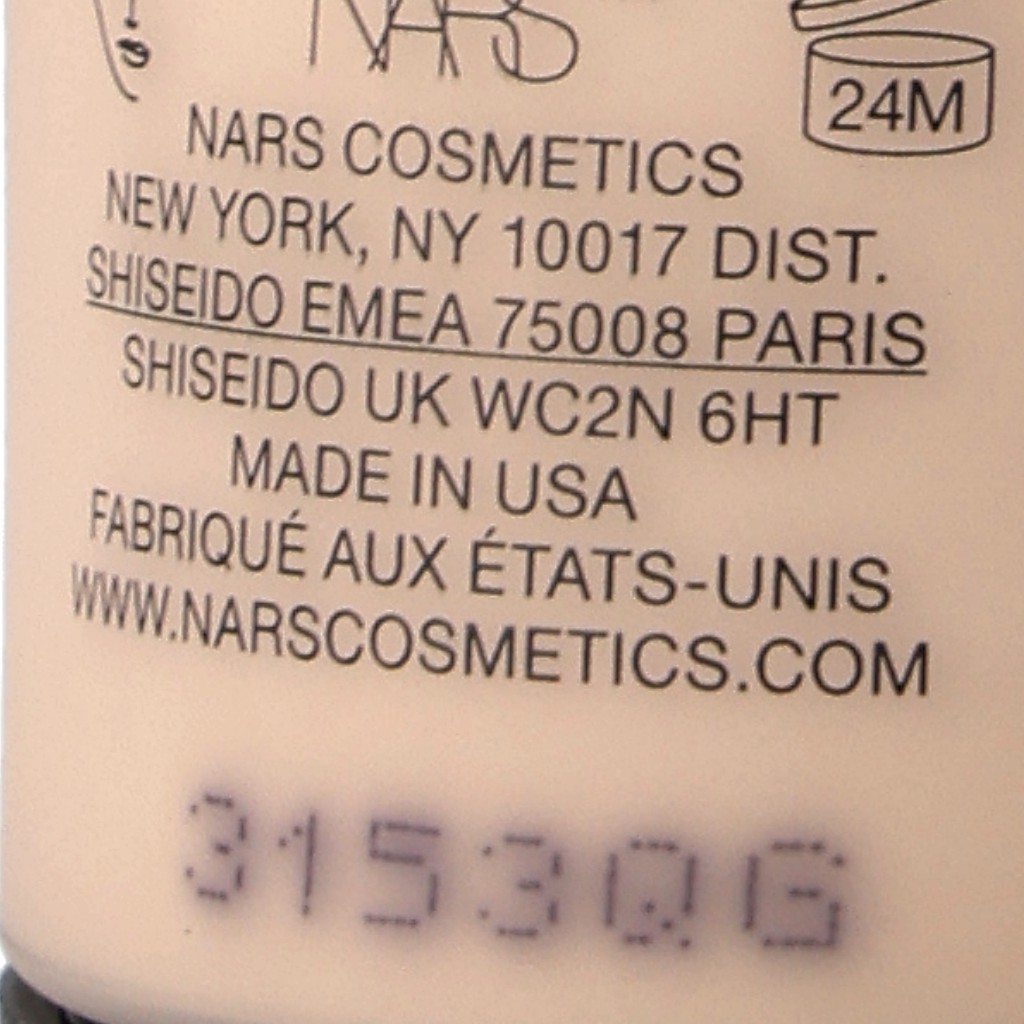 NARS
24M
NARS COSMETICS
NEW YORK, NY 10017 DIST.
SHISEIDO EMEA 75008 PARIS
SHISEIDO UK WC2N 6HT
MADE IN USA
FABRIQUÉ AUX ÉTATS-UNIS
WWW.NARSCOSMETICS.COM
3153QG